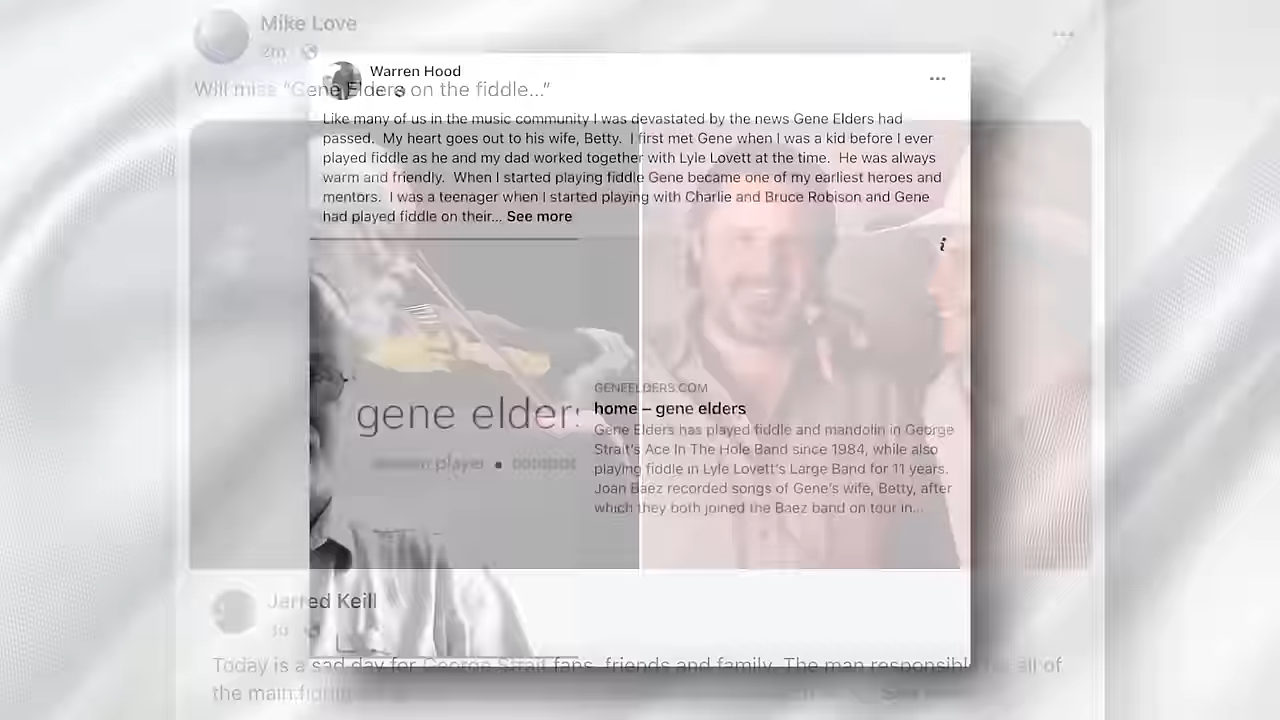 Mike Love
2m
Will miss “Gene Elders on the fiddle...”
Warren Hood
Like many of us in the music community I was devastated by the news Gene Elders had
passed. My heart goes out to his wife, Betty. I first met Gene when I was a kid before I ever
played fiddle as he and my dad worked together with Lyle Lovett at the time. He was always
warm and friendly. When I started playing fiddle Gene became one of my earliest heroes and
mentors. I was a teenager when I started playing with Charlie and Bruce Robison and Gene
had played fiddle on their... See more
gene elders
player •
GENEELDERS.COM
home – gene elders
Gene Elders has played fiddle and mandolin in George
Strait's Ace In The Hole Band since 1984, while also
playing fiddle in Lyle Lovett's Large Band for 11 years.
Joan Baez recorded songs of Gene's wife, Betty, after
which they both joined the Baez band on tour in...
Jarred Keill
Today is a sad day for George Strait fans, friends and family. The man responsible all of
the main